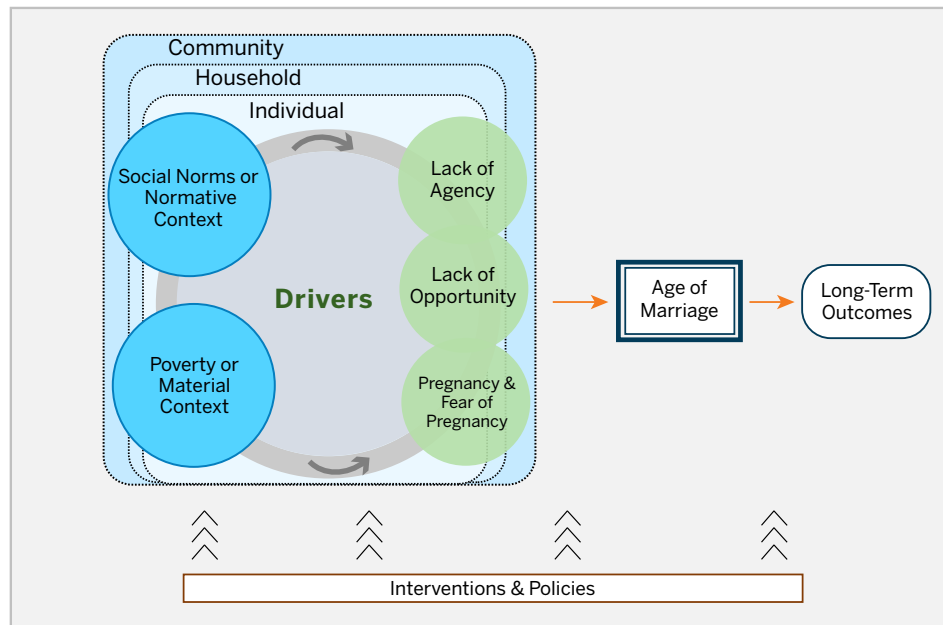 Community
Household
Individual
Social Norms or
Normative
Context
Lack of
Agency
Drivers
Lack of
Opportunity
Poverty or
Material
Context
Pregnancy &
Fear of
Pregnancy
Age of
Marriage
Long-Term
Outcomes
Interventions & Policies